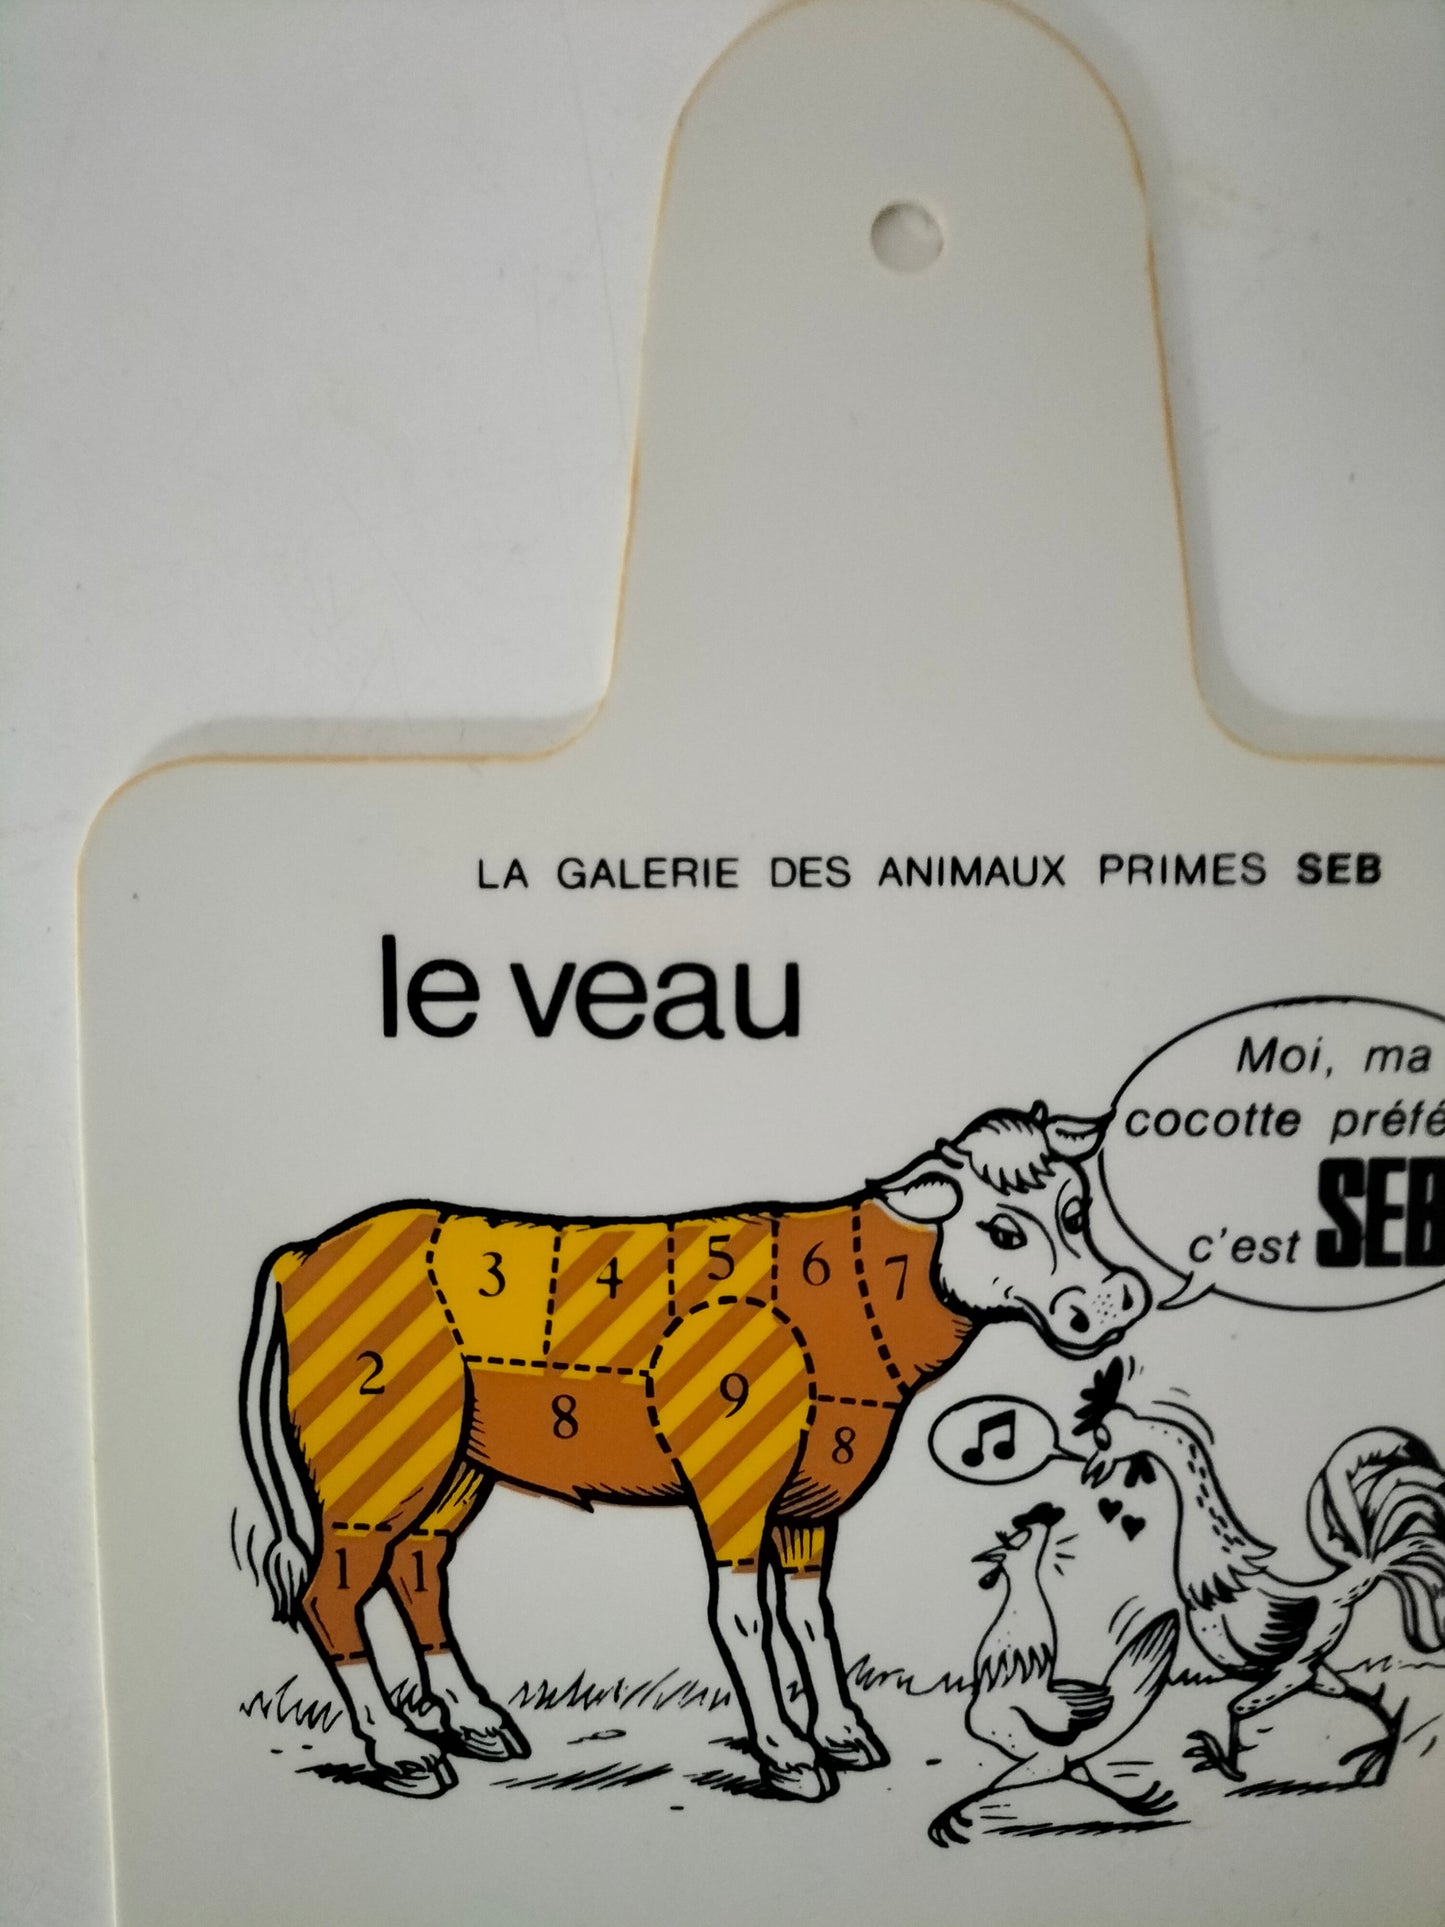 LA GALERIE DES ANIMAUX PRIMES SEB
le veau
Moi, ma
cocotte
c'est SEB
3 4 5 6 7
2 9
8 8
1 1